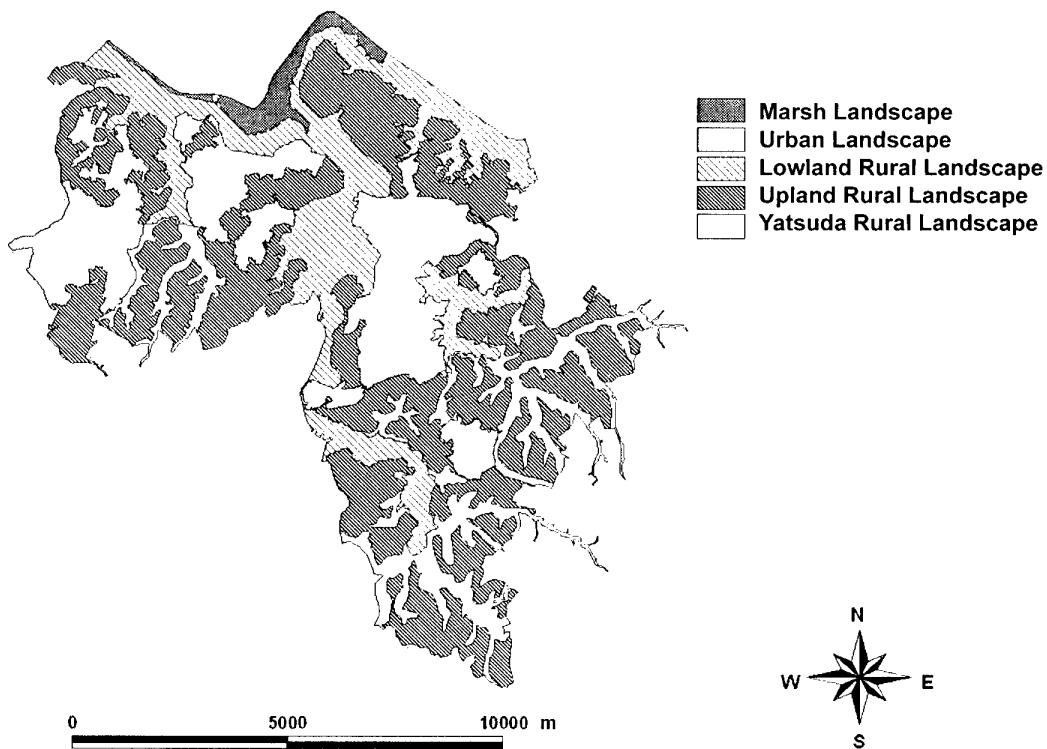 Marsh Landscape
Urban Landscape
Lowland Rural Landscape
Upland Rural Landscape
Yatsuda Rural Landscape
N
W E
S
0 5000 10000 m